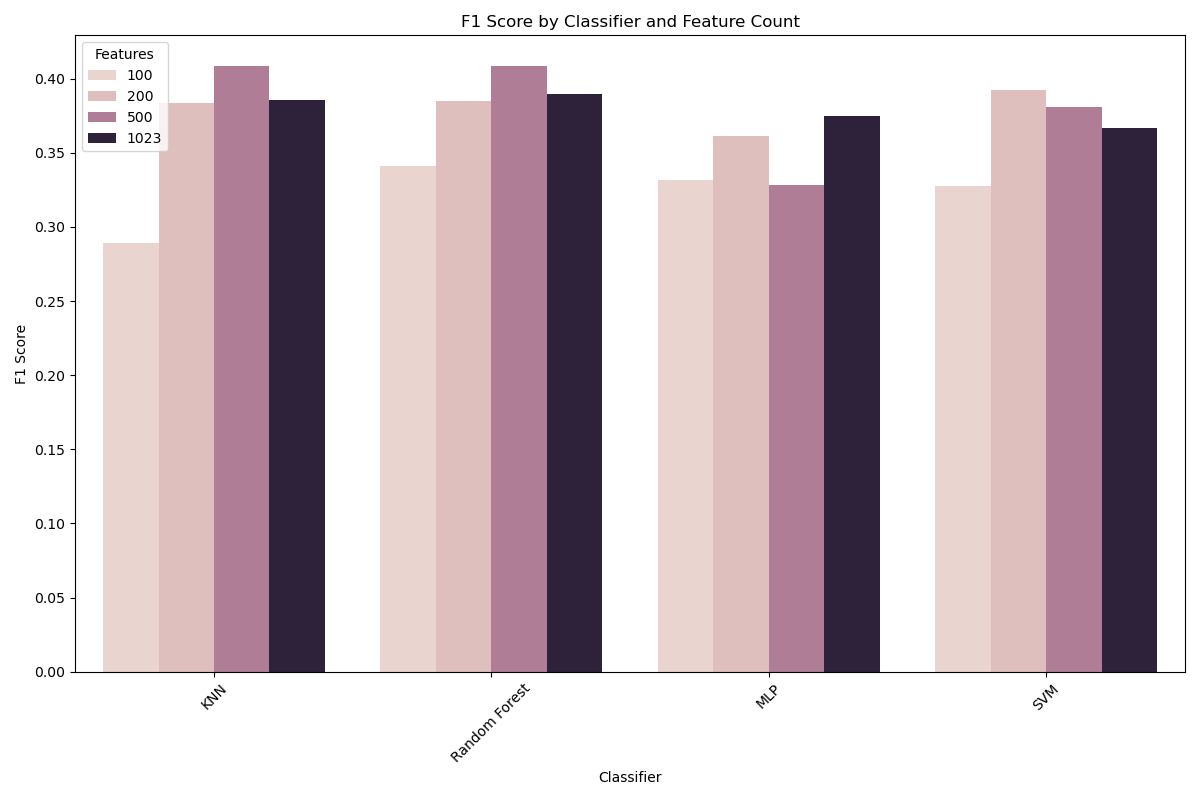 F1 Score by Classifier and Feature Count
Features
100
200
500
1023
0.40
0.35
0.30
0.25
0.20
0.15
0.10
0.05
0.00
F1 Score
KNN
Random Forest
MLP
SVM
Classifier